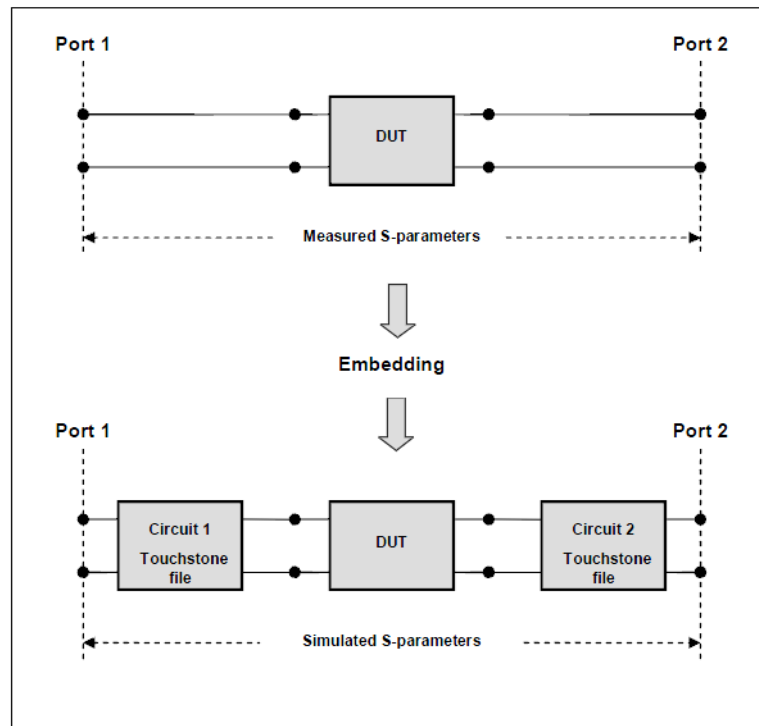 Port 1
Port 2
DUT
Measured S-parameters
Embedding
Port 1
Port 2
Circuit 1
Touchstone
file
DUT
Circuit 2
Touchstone
file
Simulated S-parameters